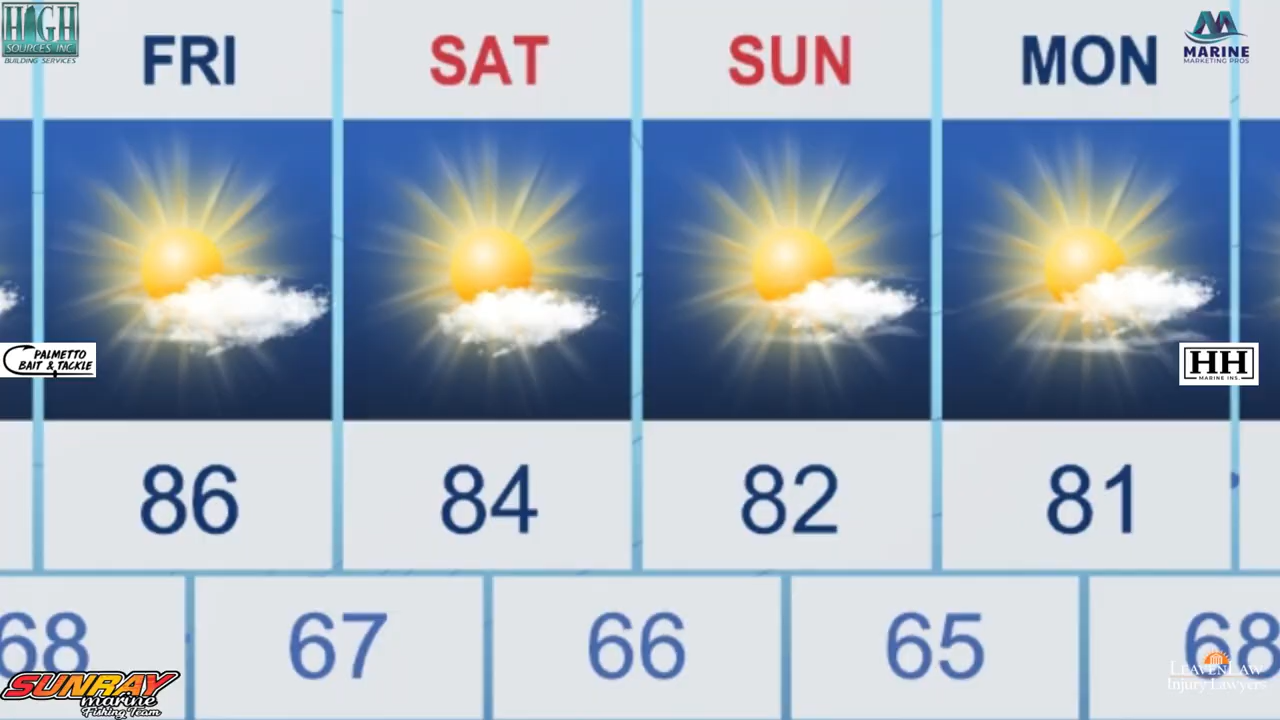 HIGH
SOURCES, INC.
BUILDING SERVICES
FRI
SAT
SUN
MON
MARINE
MARKETING PROS
PALMETTO
BAIT & TACKLE
HH
MARINE INS.
86
84
82
81
68
67
66
65
68
SUNRAY
marine
Fishing Team
LEAVENLAW
Injury Lawyers